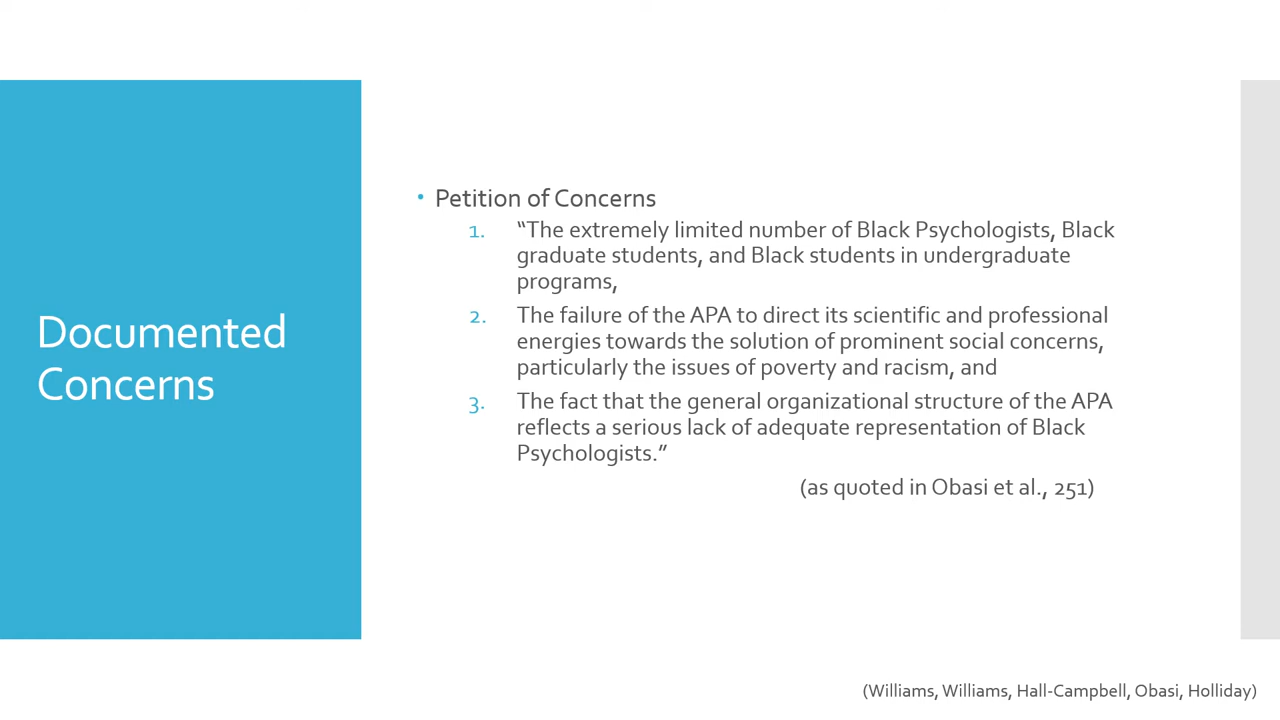 Documented
Concerns
• Petition of Concerns
1. “The extremely limited number of Black Psychologists, Black
graduate students, and Black students in undergraduate
programs,
2. The failure of the APA to direct its scientific and professional
energies towards the solution of prominent social concerns,
particularly the issues of poverty and racism, and
3. The fact that the general organizational structure of the APA
reflects a serious lack of adequate representation of Black
Psychologists.”
(as quoted in Obasi et al., 251)
(Williams, Williams, Hall-Campbell, Obasi, Holliday)